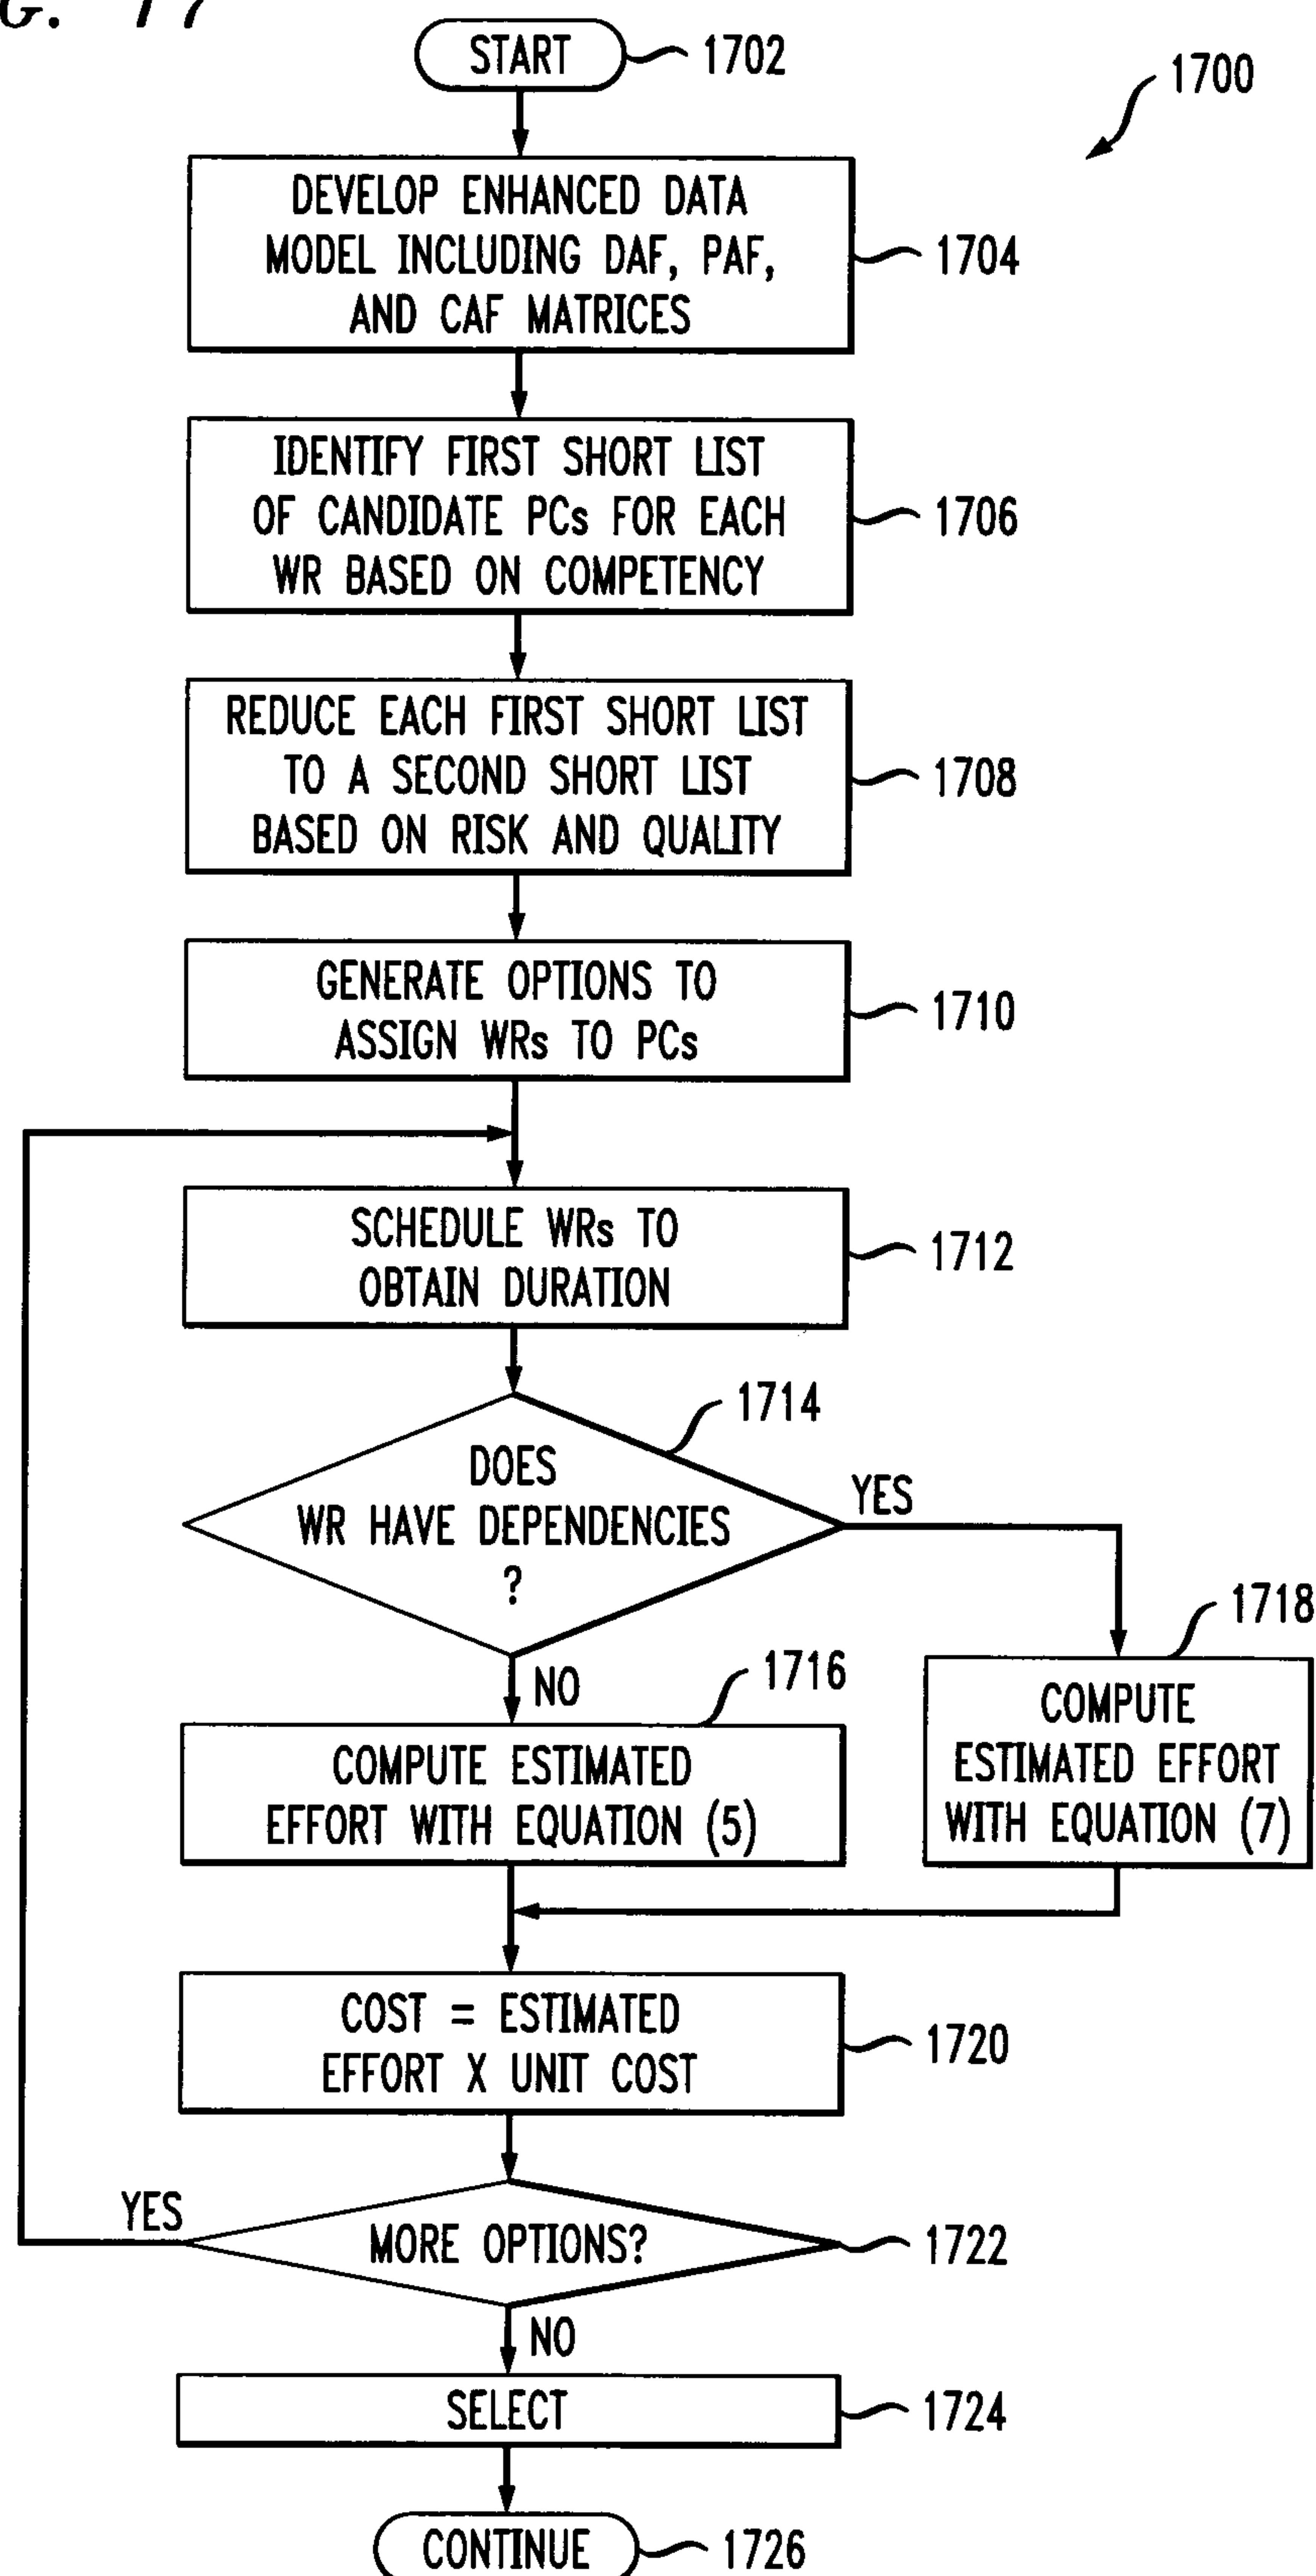 G. 17
START
1702
1700
DEVELOP ENHANCED DATA
MODEL INCLUDING DAF, PAF,
AND CAF MATRICES
1704
IDENTIFY FIRST SHORT LIST
OF CANDIDATE PCs FOR EACH
WR BASED ON COMPETENCY
1706
REDUCE EACH FIRST SHORT LIST
TO A SECOND SHORT LIST
BASED ON RISK AND QUALITY
1708
GENERATE OPTIONS TO
ASSIGN WRs TO PCs
1710
SCHEDULE WRs TO
OBTAIN DURATION
1712
1714
DOES
WR HAVE DEPENDENCIES
?
YES
NO
1716
COMPUTE ESTIMATED
EFFORT WITH EQUATION (5)
1718
COMPUTE
ESTIMATED EFFORT
WITH EQUATION (7)
COST = ESTIMATED
EFFORT X UNIT COST
1720
YES
MORE OPTIONS?
1722
NO
SELECT
1724
CONTINUE
1726